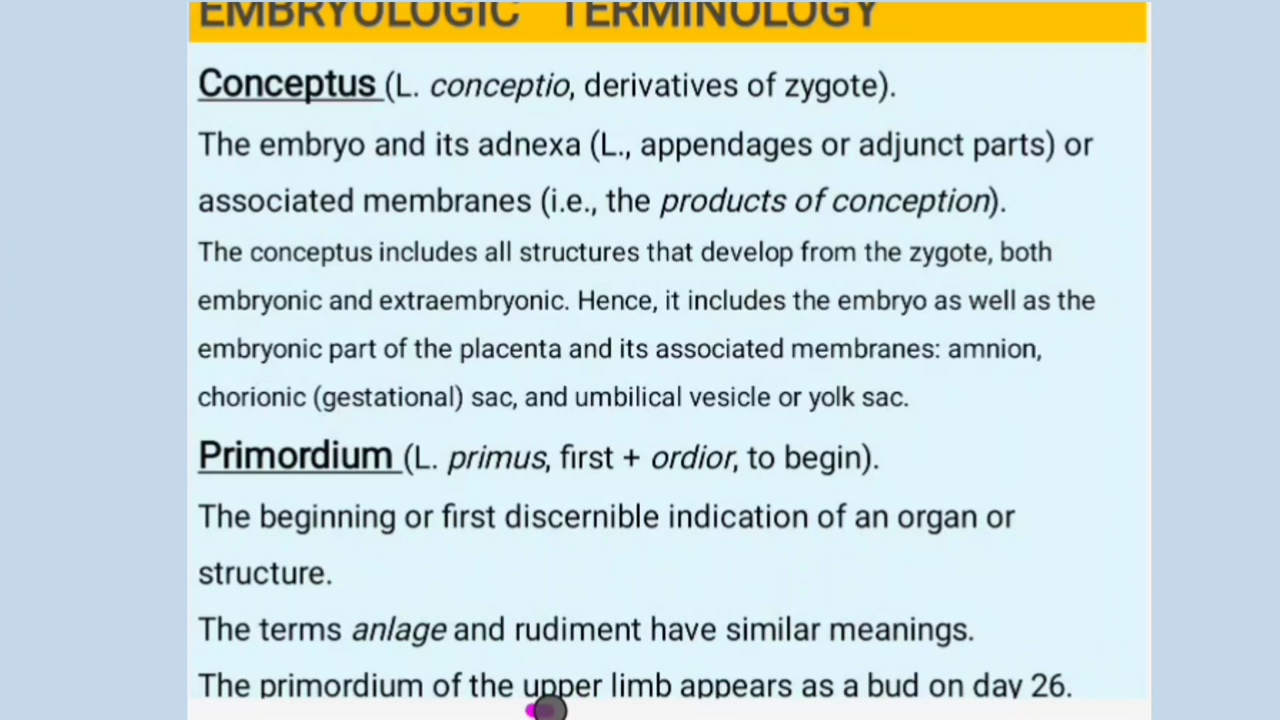 EMBRYOLOGIC TERMINOLOGY
Conceptus (L. conceptio, derivatives of zygote).
The embryo and its adnexa (L., appendages or adjunct parts) or
associated membranes (i.e., the products of conception).
The conceptus includes all structures that develop from the zygote, both
embryonic and extraembryonic. Hence, it includes the embryo as well as the
embryonic part of the placenta and its associated membranes: amnion,
chorionic (gestational) sac, and umbilical vesicle or yolk sac.
Primordium (L. primus, first + ordior, to begin).
The beginning or first discernible indication of an organ or
structure.
The terms anlage and rudiment have similar meanings.
The primordium of the upper limb appears as a bud on day 26.